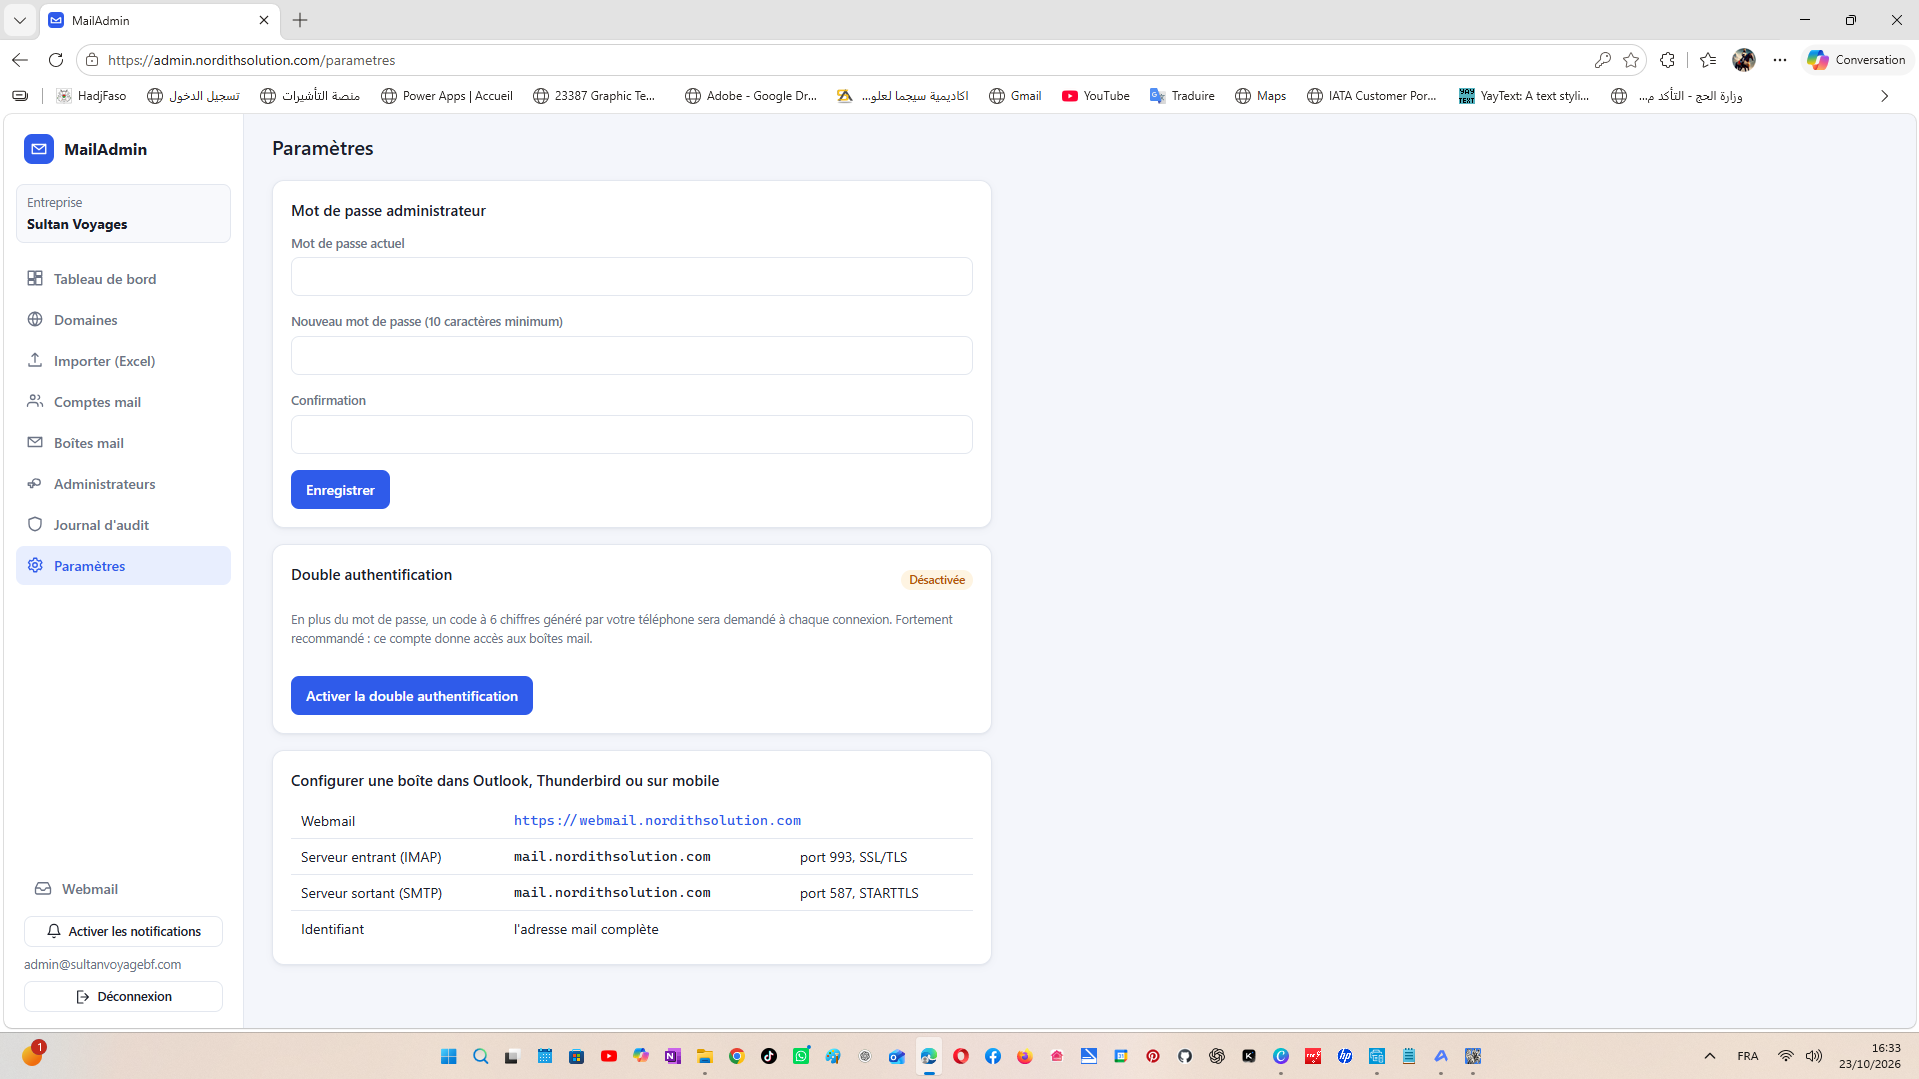 MailAdmin
https://admin.nordithsolution.com/parametres
Conversation
HadjFaso
تسجيل الدخول
منصة التأشيرات
Power Apps | Accueil
23387 Graphic Te...
Adobe - Google Dr...
اكاديمية سيجما لعلو...
Gmail
YouTube
Traduire
Maps
IATA Customer Por...
YAY TEXT
YayText: A text styli...
وزارة الحج - التأكد م...
MailAdmin
Entreprise
Sultan Voyages
Tableau de bord
Domaines
Importer (Excel)
Comptes mail
Boîtes mail
Administrateurs
Journal d'audit
Paramètres
Webmail
Activer les notifications
admin@sultanvoyagebf.com
Déconnexion
Paramètres
Mot de passe administrateur
Mot de passe actuel
Nouveau mot de passe (10 caractères minimum)
Confirmation
Enregistrer
Double authentification
Désactivée
En plus du mot de passe, un code à 6 chiffres généré par votre téléphone sera demandé à chaque connexion. Fortement
recommandé : ce compte donne accès aux boîtes mail.
Activer la double authentification
Configurer une boîte dans Outlook, Thunderbird ou sur mobile
Webmail https://webmail.nordithsolution.com
Serveur entrant (IMAP) mail.nordithsolution.com port 993, SSL/TLS
Serveur sortant (SMTP) mail.nordithsolution.com port 587, STARTTLS
Identifiant l'adresse mail complète
1
FRA
16:33
23/10/2026